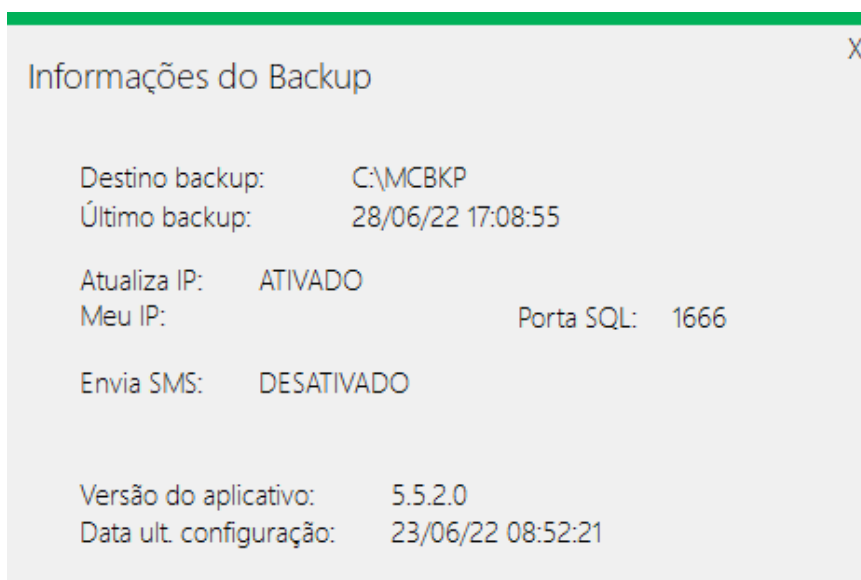 X
Informações do Backup
Destino backup: C:\MCBKP
Último backup: 28/06/22 17:08:55
Atualiza IP: ATIVADO
Meu IP: Porta SQL: 1666
Envia SMS: DESATIVADO
Versão do aplicativo: 5.5.2.0
Data ult. configuração: 23/06/22 08:52:21